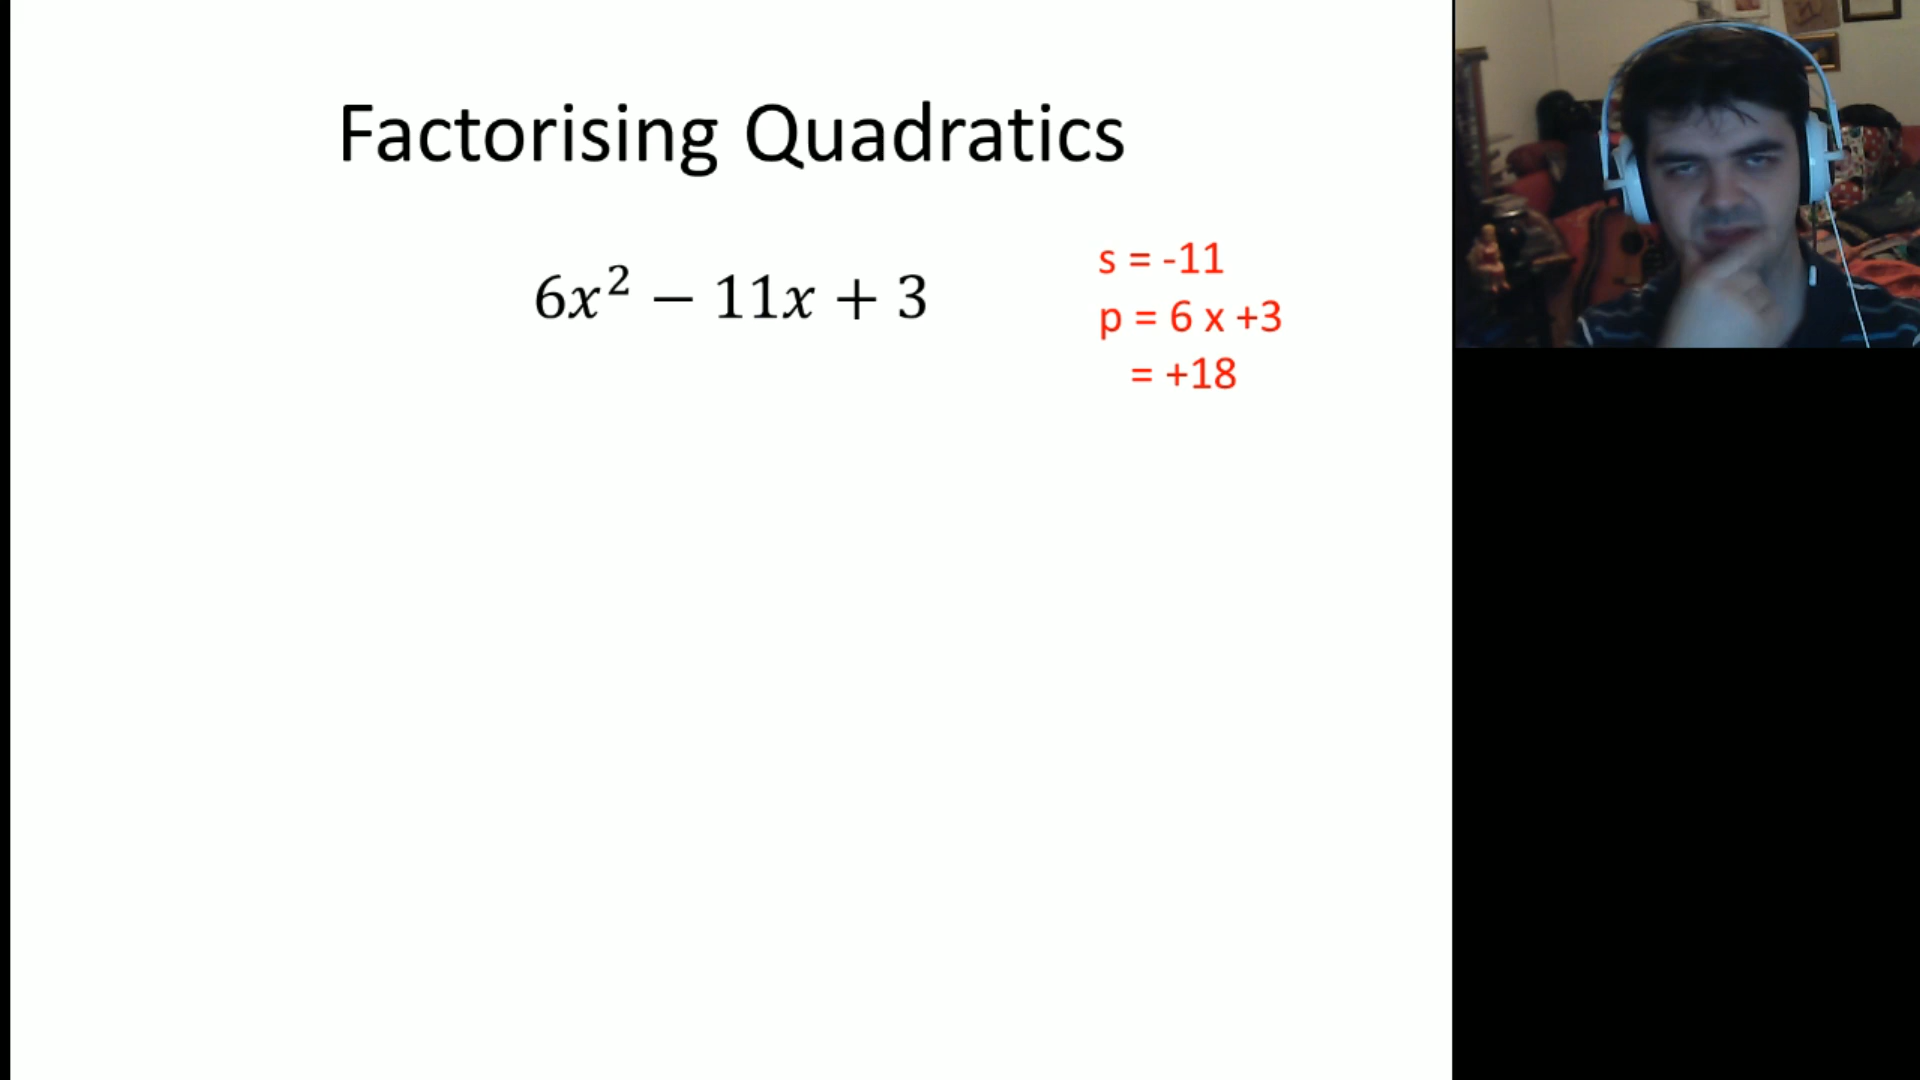 Factorising Quadratics
6x² − 11x + 3
s = -11
p = 6 x +3
= +18